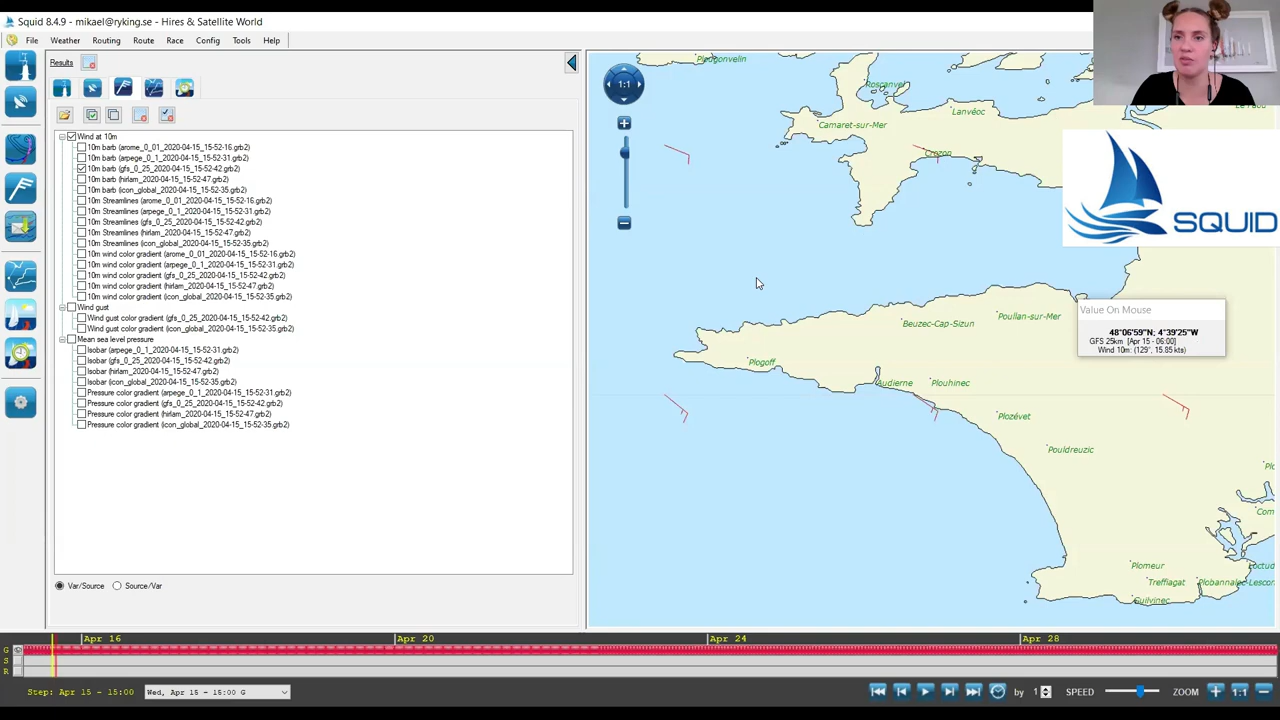 Squid 8.4.9 - mikael@ryking.se - Hires & Satellite World
File Weather Routing Route Race Config Tools Help
Results
Wind at 10m
10m barb (arome_0_01_2020-04-15_15-52-16.grb2)
10m barb (arpege_0_1_2020-04-15_15-52-31.grb2)
10m barb (gfs_0_25_2020-04-15_15-52-42.grb2)
10m barb (hirlam_2020-04-15_15-52-47.grb2)
10m barb (icon_global_2020-04-15_15-52-35.grb2)
10m Streamlines (arome_0_01_2020-04-15_15-52-16.grb2)
10m Streamlines (arpege_0_1_2020-04-15_15-52-31.grb2)
10m Streamlines (gfs_0_25_2020-04-15_15-52-42.grb2)
10m Streamlines (hirlam_2020-04-15_15-52-47.grb2)
10m Streamlines (icon_global_2020-04-15_15-52-35.grb2)
10m wind color gradient (arome_0_01_2020-04-15_15-52-16.grb2)
10m wind color gradient (arpege_0_1_2020-04-15_15-52-31.grb2)
10m wind color gradient (gfs_0_25_2020-04-15_15-52-42.grb2)
10m wind color gradient (hirlam_2020-04-15_15-52-47.grb2)
10m wind color gradient (icon_global_2020-04-15_15-52-35.grb2)
Wind gust
Wind gust color gradient (gfs_0_25_2020-04-15_15-52-42.grb2)
Wind gust color gradient (icon_global_2020-04-15_15-52-35.grb2)
Mean sea level pressure
Isobar (arpege_0_1_2020-04-15_15-52-31.grb2)
Isobar (gfs_0_25_2020-04-15_15-52-42.grb2)
Isobar (hirlam_2020-04-15_15-52-47.grb2)
Isobar (icon_global_2020-04-15_15-52-35.grb2)
Pressure color gradient (arpege_0_1_2020-04-15_15-52-31.grb2)
Pressure color gradient (gfs_0_25_2020-04-15_15-52-42.grb2)
Pressure color gradient (hirlam_2020-04-15_15-52-47.grb2)
Pressure color gradient (icon_global_2020-04-15_15-52-35.grb2)
Var/Source Source/Var
1:1
Plougonvelin
Roscanvel
Lanvéoc
Camaret-sur-Mer
Crozon
SQUID
Value On Mouse
48°06'59"N; 4°39'25"W
GFS 25km [Apr 15 - 06:00]
Wind 10m: (129°, 15.85 kts)
Poullan-sur-Mer
Beuzec-Cap-Sizun
Plogoff
Audierne
Plouhinec
Plozévet
Pouldreuzic
Plomeur
Treffiagat
Guilvinec
Apr 16 Apr 20 Apr 24 Apr 28
G
S
R
Step: Apr 15 - 15:00 Wed, Apr 15 - 15:00 G by 1 SPEED ZOOM 1:1